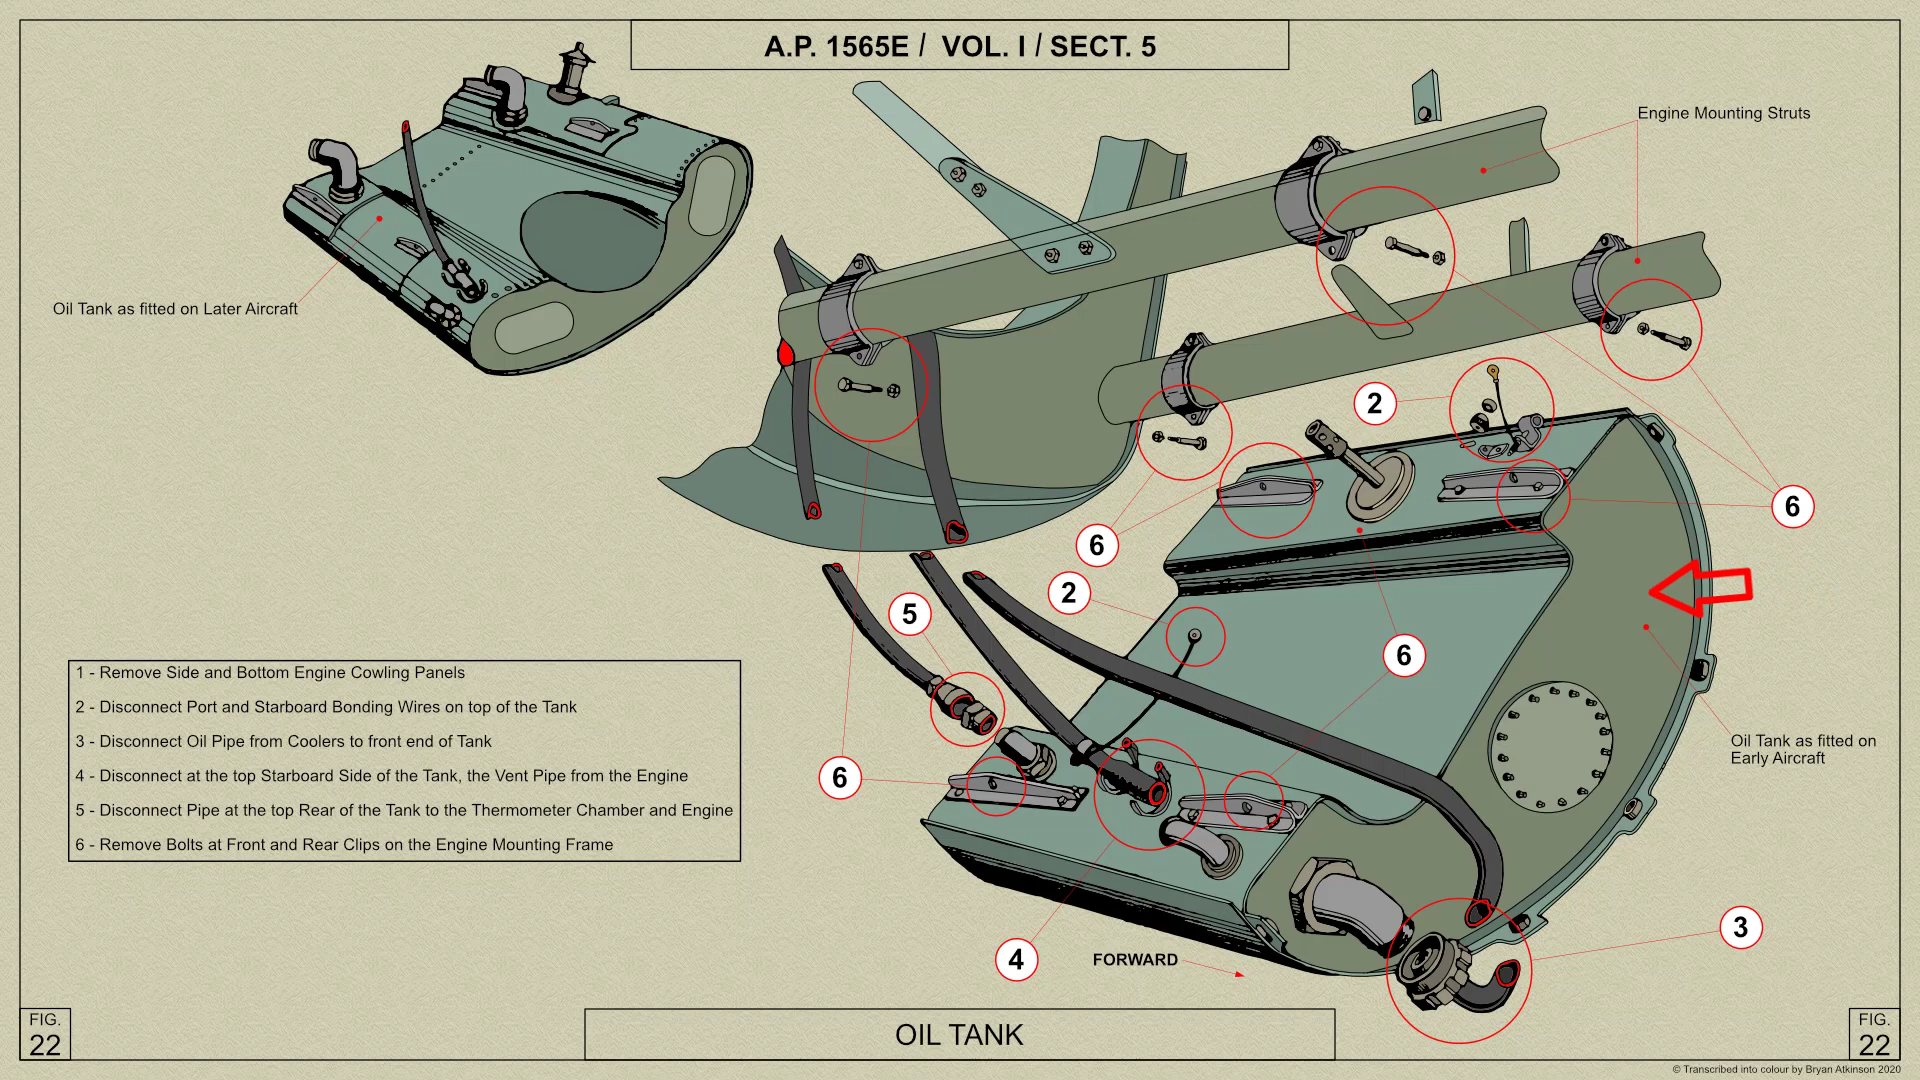 A.P. 1565E / VOL. I / SECT. 5
Engine Mounting Struts
Oil Tank as fitted on Later Aircraft
2
6
6
2
5
6
6
1 - Remove Side and Bottom Engine Cowling Panels
2 - Disconnect Port and Starboard Bonding Wires on top of the Tank
3 - Disconnect Oil Pipe from Coolers to front end of Tank
4 - Disconnect at the top Starboard Side of the Tank, the Vent Pipe from the Engine
5 - Disconnect Pipe at the top Rear of the Tank to the Thermometer Chamber and Engine
6 - Remove Bolts at Front and Rear Clips on the Engine Mounting Frame
Oil Tank as fitted on
Early Aircraft
3
4
FORWARD
FIG.
22
OIL TANK
FIG.
22
© Transcribed into colour by Bryan Atkinson 2020